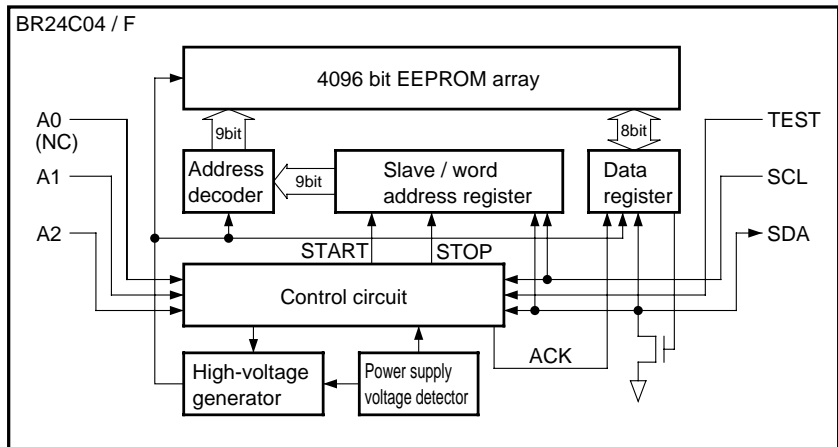 BR24C04 / F
4096 bit EEPROM array
A0
(NC)
A1
A2
9bit
8bit
TEST
SCL
SDA
Address
decoder
9bit
Slave / word
address register
Data
register
START
STOP
Control circuit
ACK
High-voltage
generator
Power supply
voltage detector